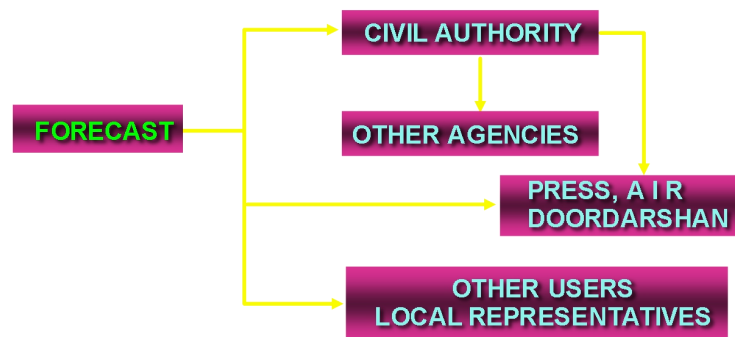 CIVIL AUTHORITY
FORECAST
OTHER AGENCIES
PRESS, A I R
DOORDARSHAN
OTHER USERS
LOCAL REPRESENTATIVES